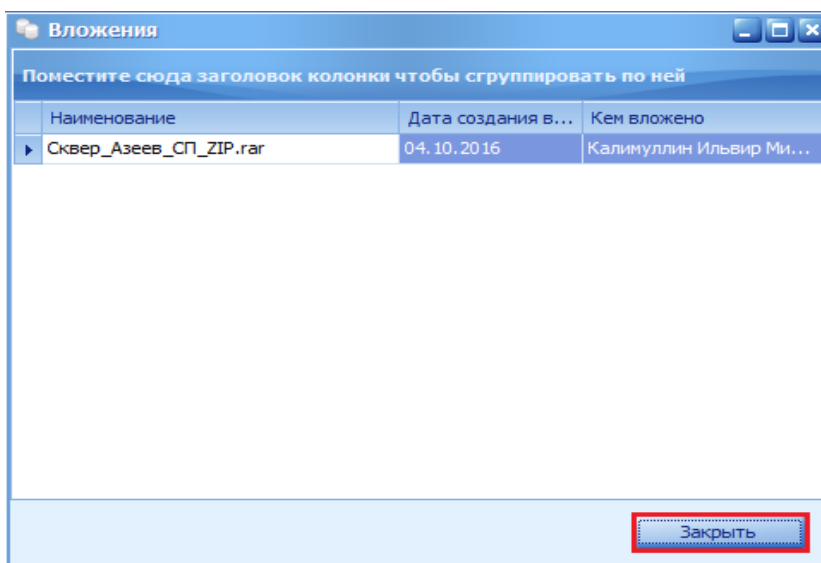 Вложения
Поместите сюда заголовок колонки чтобы сгруппировать по ней
Наименование Дата создания в... Кем вложено
Сквер_Азеев_СП_ZIP.rar 04.10.2016 Калимуллин Ильвир Ми...
Закрыть